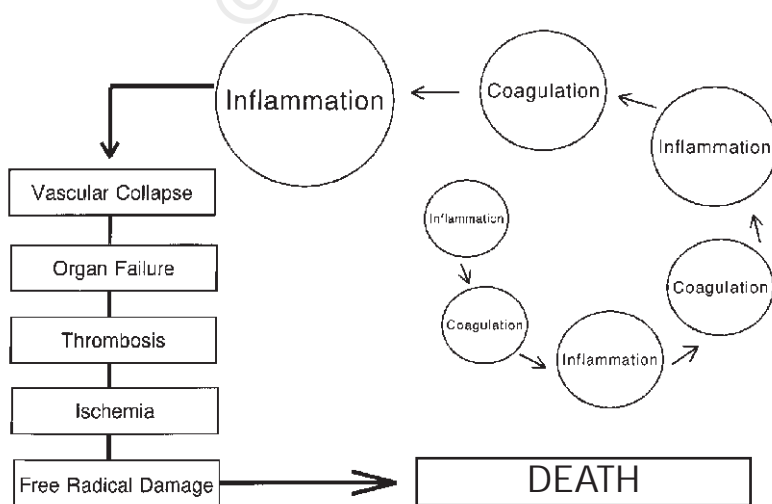 Inflammation
Coagulation
Inflammation
Coagulation
Inflammation
Coagulation
Inflammation
Vascular Collapse
Organ Failure
Thrombosis
Ischemia
Free Radical Damage
DEATH